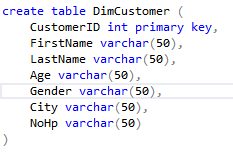 create table DimCustomer (
    CustomerID int primary key,
    FirstName varchar(50),
    LastName varchar(50),
    Age varchar(50),
    Gender varchar(50),
    City varchar(50),
    NoHp varchar(50)
)